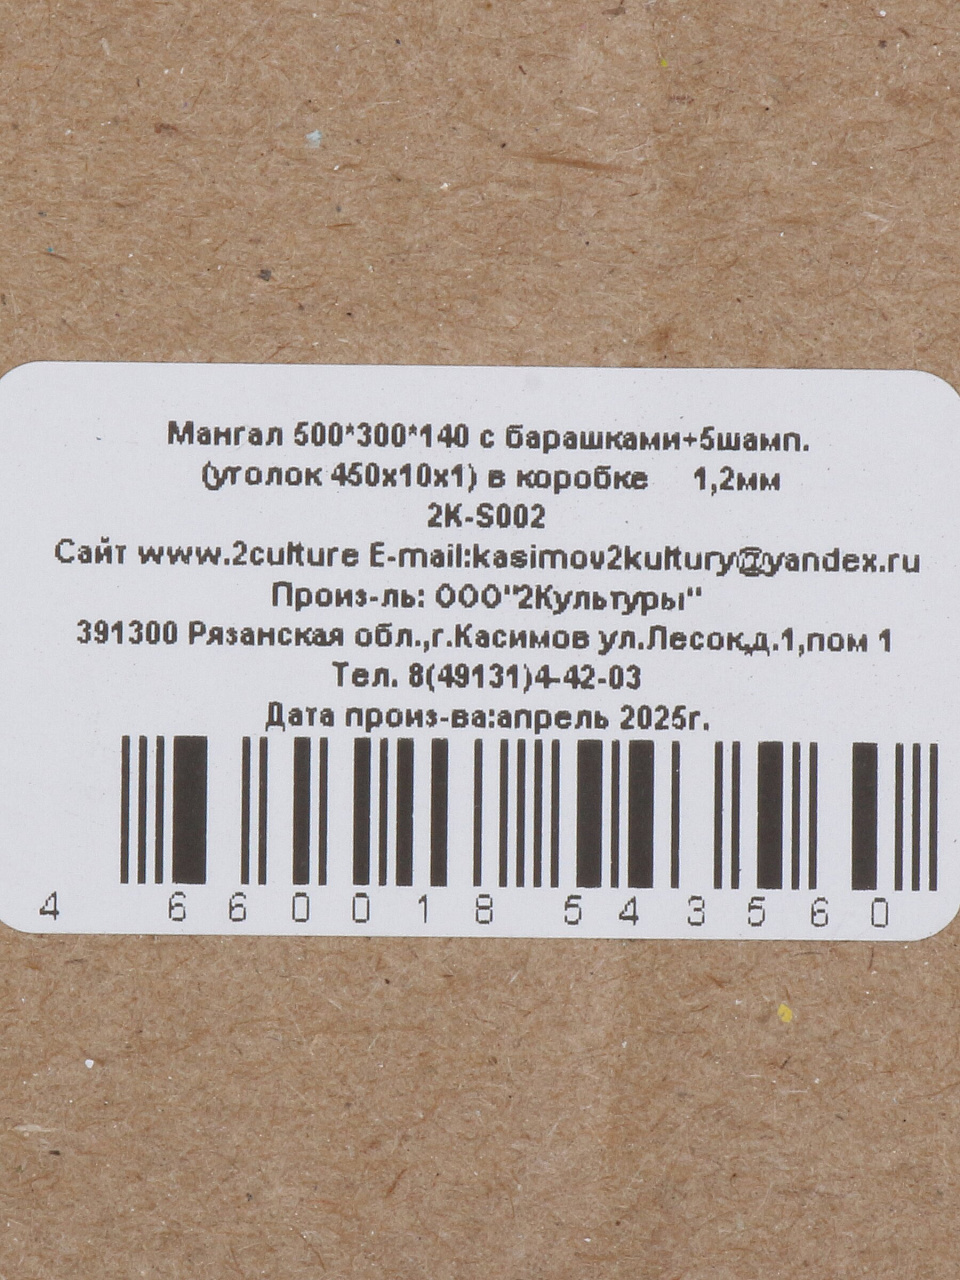 Мангал 500*300*140 с барашками+5шамп.
(уголок 450х10х1) в коробке 1,2мм
2K-S002
Сайт www.2culture E-mail:kasimov2kultury@yandex.ru
Произ-ль: ООО"2Культуры"
391300 Рязанская обл.,г.Касимов ул.Лесок,д.1,пом 1
Тел. 8(49131)4-42-03
Дата произ-ва:апрель 2025г.
4 660018 543560